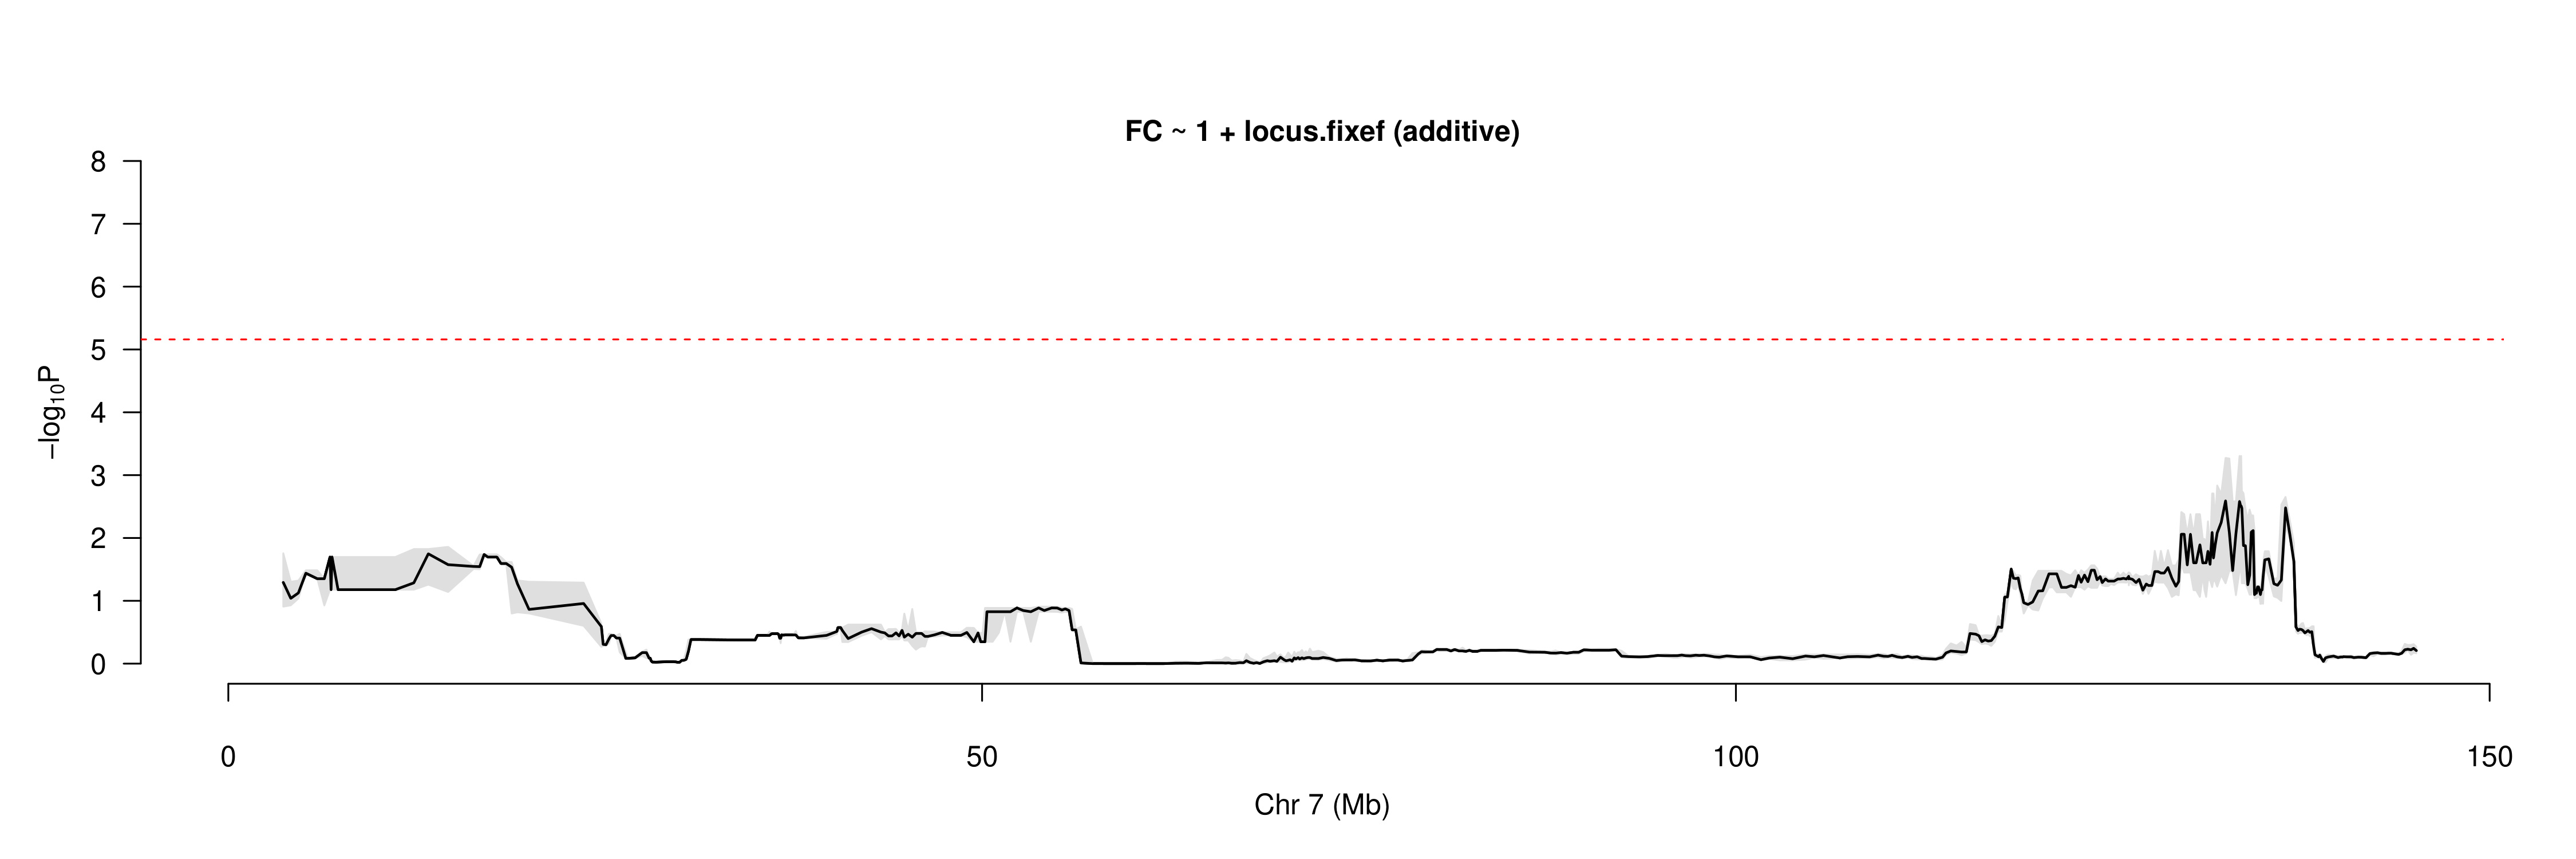 FC ~ 1 + locus.fixef (additive)
8
7
6
5
4
3
2
1
0
−log₁₀P
0 50 100 150
Chr 7 (Mb)